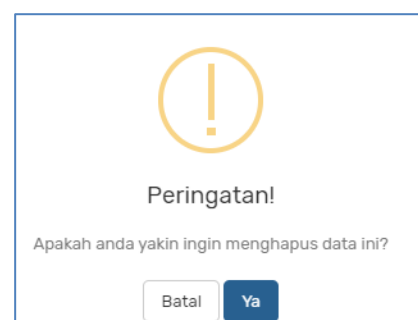 Peringatan!
Apakah anda yakin ingin menghapus data ini?
Batal Ya